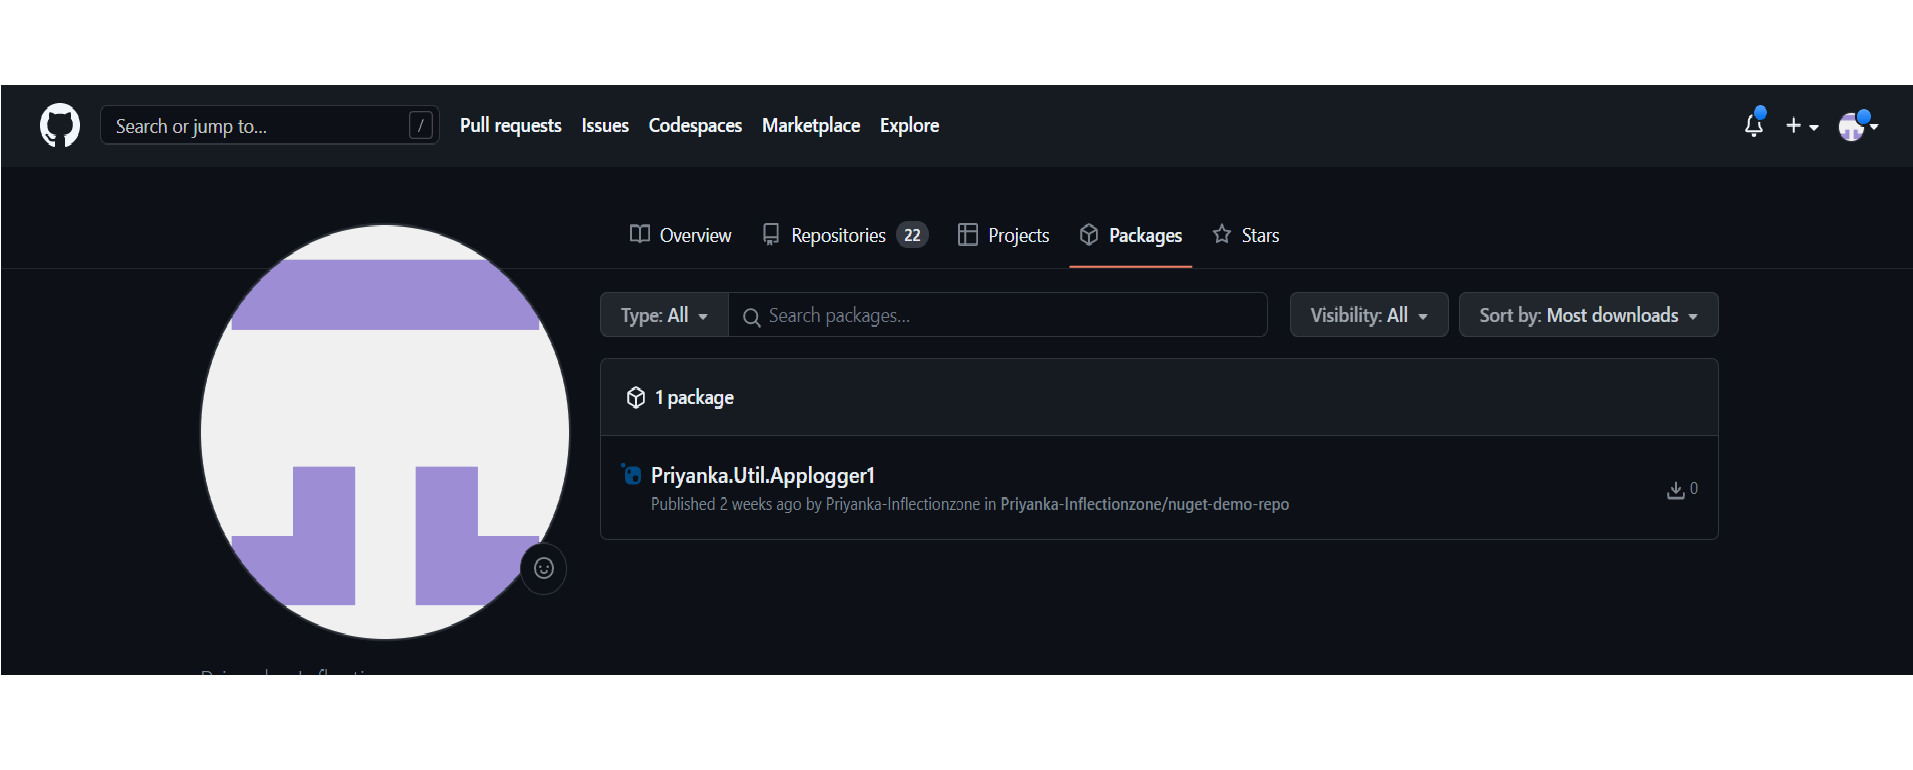 Search or jump to... /
Pull requests Issues Codespaces Marketplace Explore
Overview Repositories 22 Projects Packages Stars
Type: All Search packages... Visibility: All Sort by: Most downloads
1 package
Priyanka.Util.Applogger1
Published 2 weeks ago by Priyanka-Inflectionzone in Priyanka-Inflectionzone/nuget-demo-repo
0